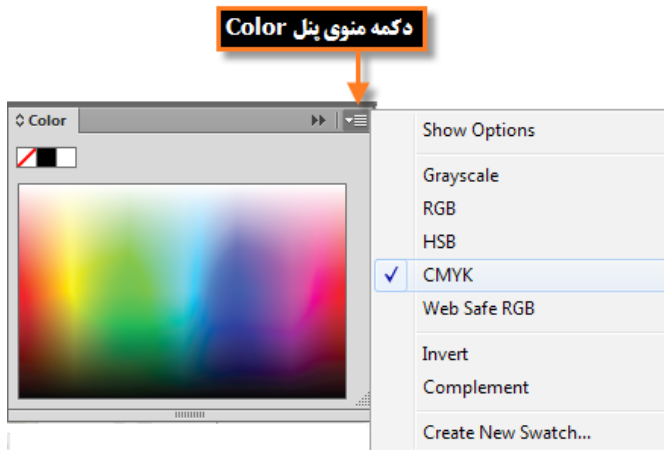 دکمه منوی پنل Color
Color
Show Options
Grayscale
RGB
HSB
CMYK
Web Safe RGB
Invert
Complement
Create New Swatch...